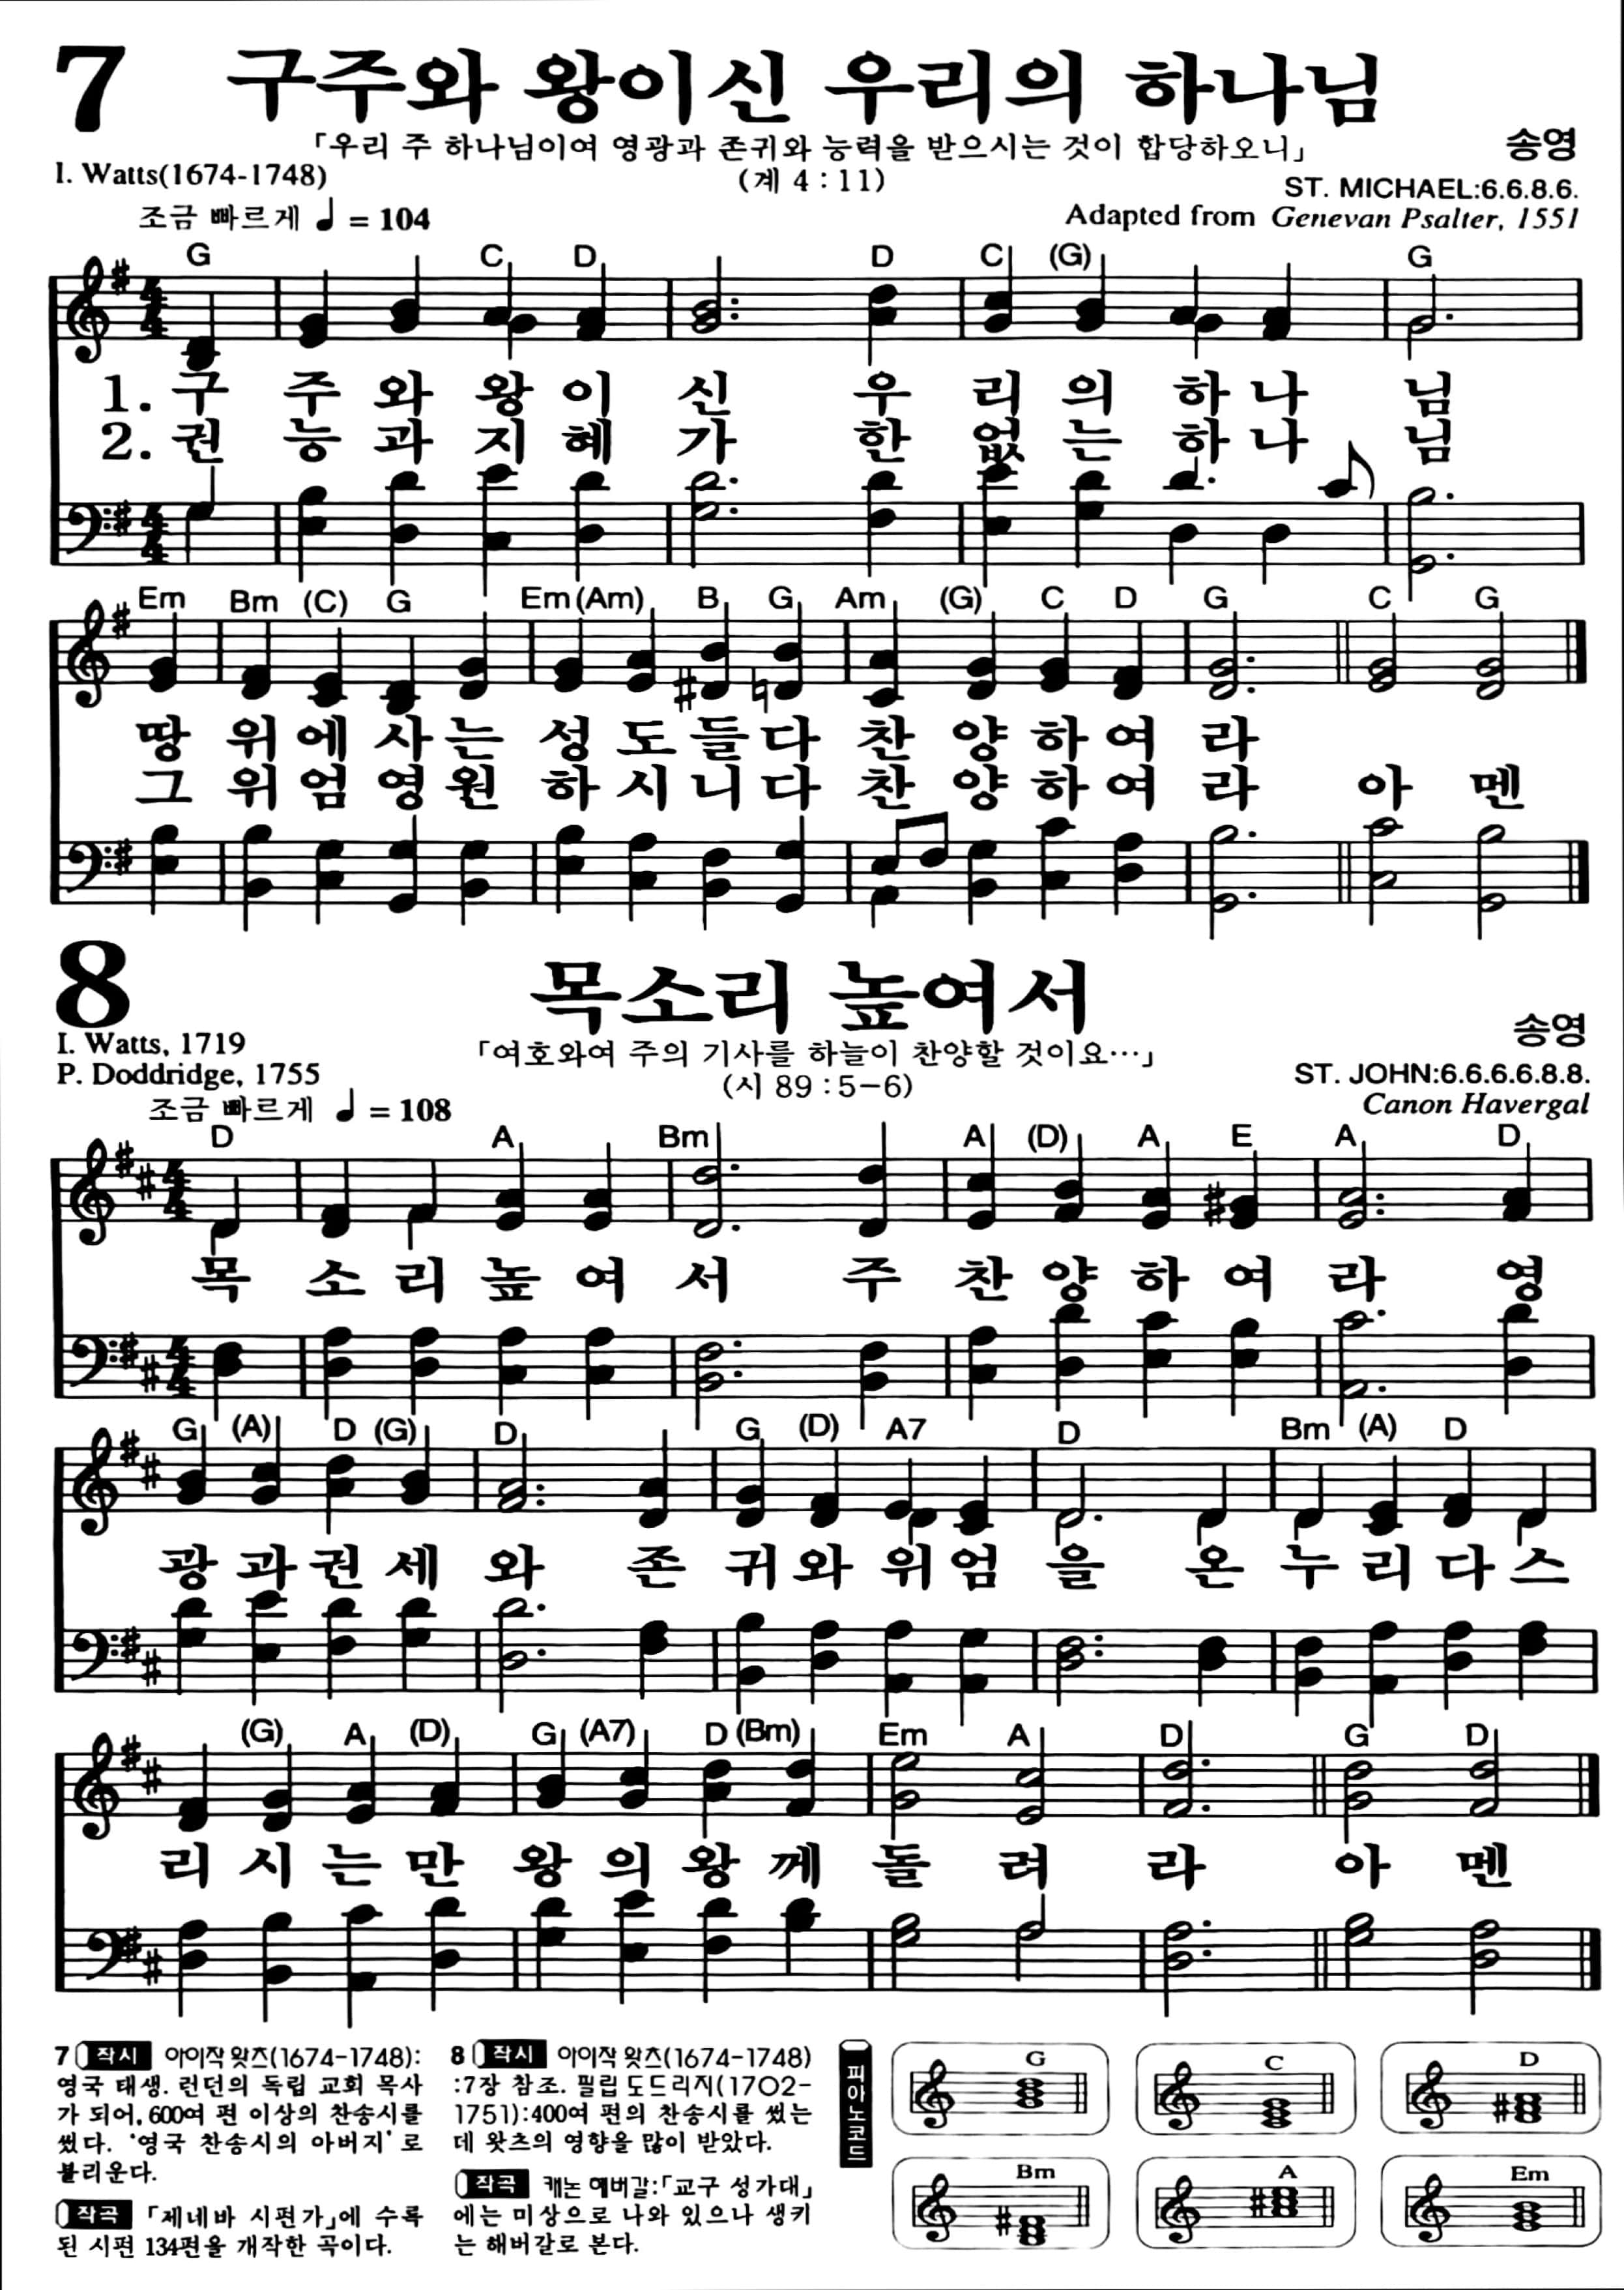 7 구주와 왕이신 우리의 하나님
「우리 주 하나님이여 영광과 존귀와 능력을 받으시는 것이 합당하오니」
송영
I. Watts(1674-1748)
(계 4 : 11)
ST. MICHAEL:6.6.8.6.
조금 빠르게 ♩ = 104
Adapted from Genevan Psalter, 1551
G C D D C (G) G
4 4
1. 구 주 와 왕 이 신 우 리 의 하 나 님
2. 권 능 과 지 혜 가 한 없 는 하 나 님
4 4
Em Bm (C) G Em (Am) B G Am (G) C D G C G
땅 위 에 사 는 성 도 들 다 찬 양 하 여 라
그 위 엄 영 원 하 시 니 다 찬 양 하 여 라 아 멘
8 목소리 높여서
송영
I. Watts, 1719
「여호와여 주의 기사를 하늘이 찬양할 것이요…」
P. Doddridge, 1755
(시 89 : 5-6)
ST. JOHN:6.6.6.6.8.8.
조금 빠르게 ♩ = 108
Canon Havergal
D A Bm A (D) A E A D
4 4
목 소 리 높 여 서 주 찬 양 하 여 라 영
4 4
G (A) D (G) D G (D) A7 D Bm (A) D
광 과 권 세 와 존 귀 와 위 엄 을 온 누 리 다 스
(G) A (D) G (A7) D (Bm) Em A D G D
리 시 는 만 왕 의 왕 께 돌 려 라 아 멘
7 작시 아이작 왓츠(1674-1748):
영국 태생. 런던의 독립 교회 목사
가 되어, 600여 편 이상의 찬송시를
썼다. '영국 찬송시의 아버지'로
불리운다.
작곡 「제네바 시편가」에 수록
된 시편 134편을 개작한 곡이다.
8 작시 아이작 왓츠(1674-1748)
:7장 참조. 필립 도드리지(1702-
1751):400여 편의 찬송시를 썼는
데 왓츠의 영향을 많이 받았다.
작곡 캐논 해버갈:「교구 성가대」
에는 미상으로 나와 있으나 생키
는 해버갈로 본다.
피아노코드
G C D
Bm A Em